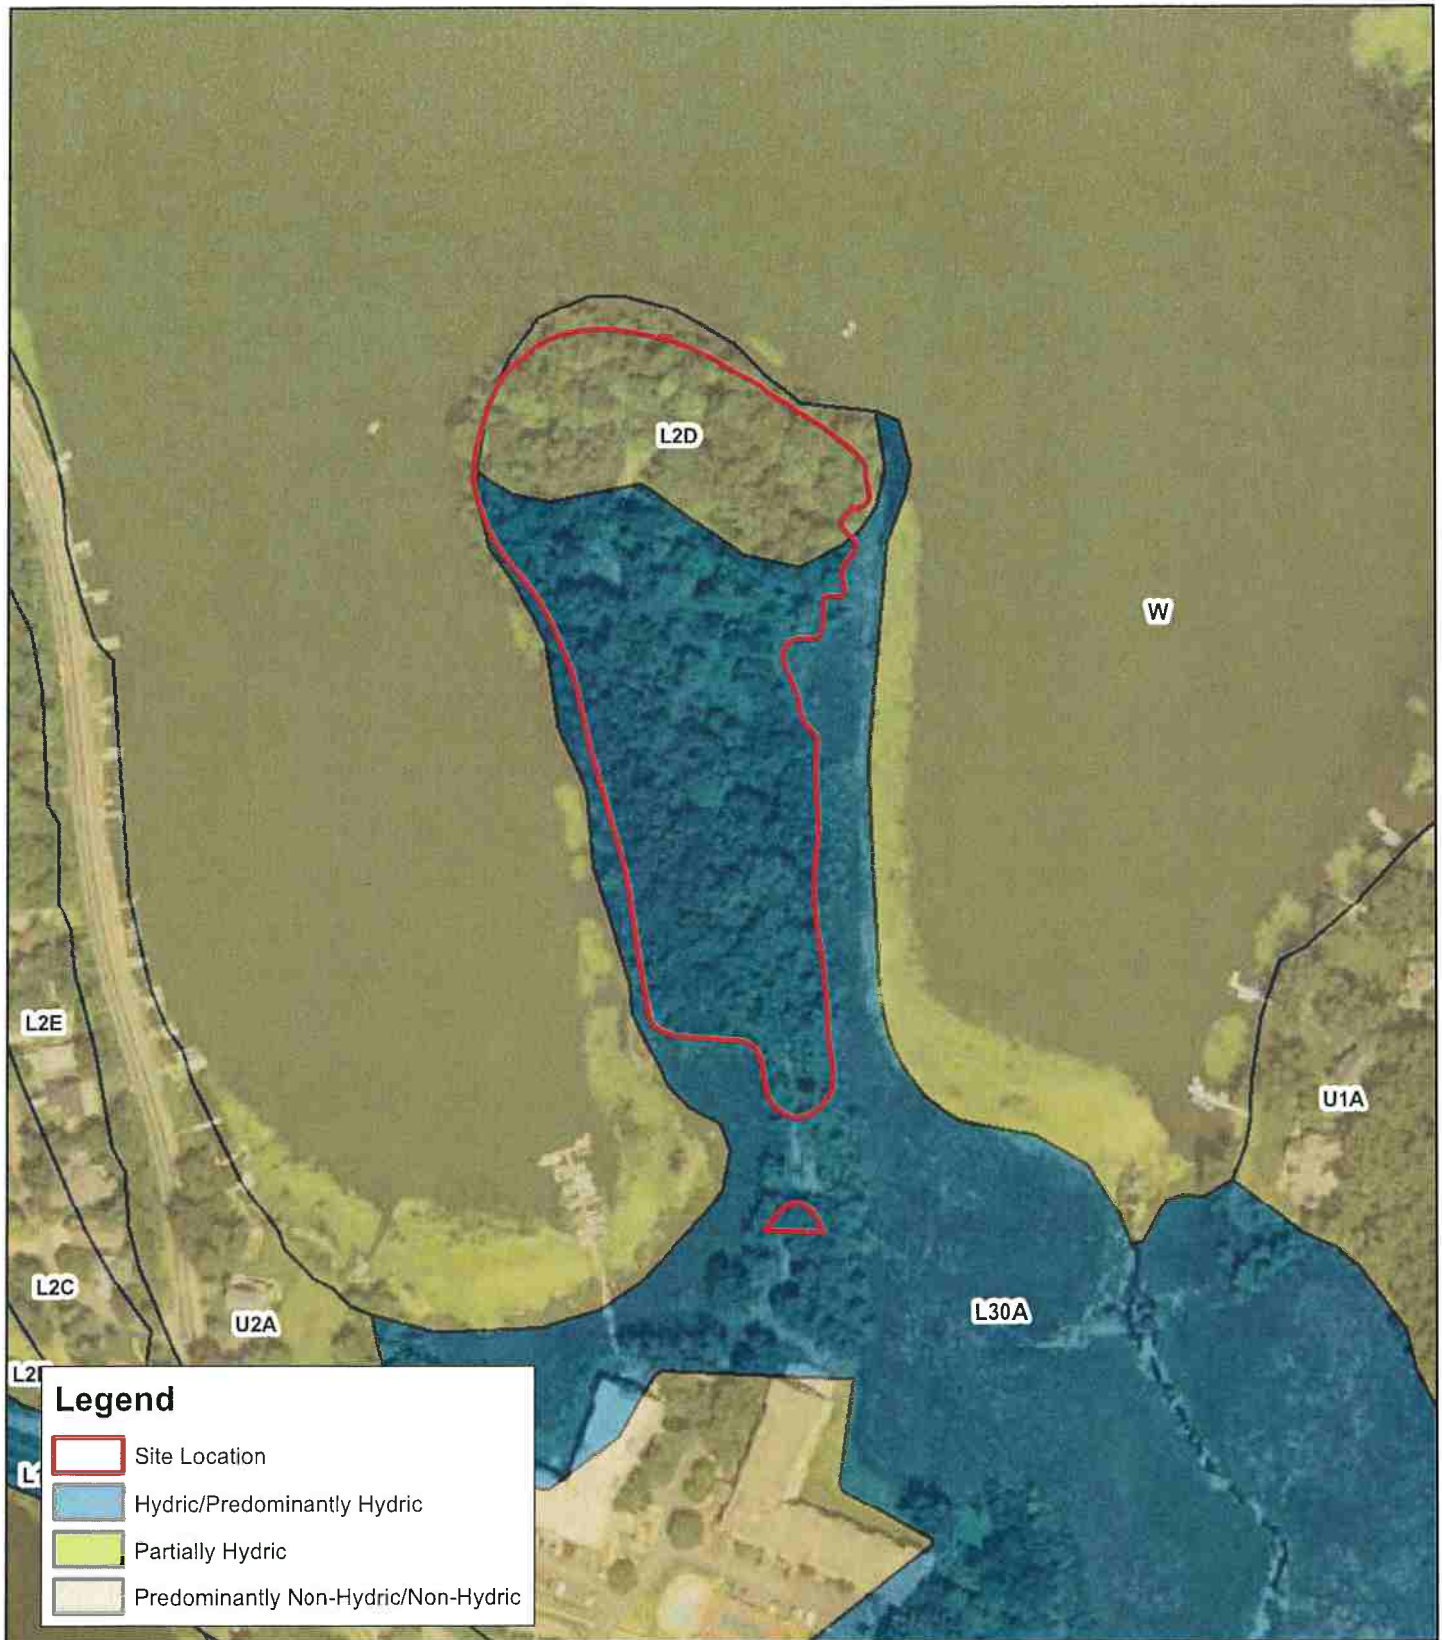 L2D
W
L2E
U1A
L2C
U2A
L30A
Legend
Site Location
Hydric/Predominantly Hydric
Partially Hydric
Predominantly Non-Hydric/Non-Hydric